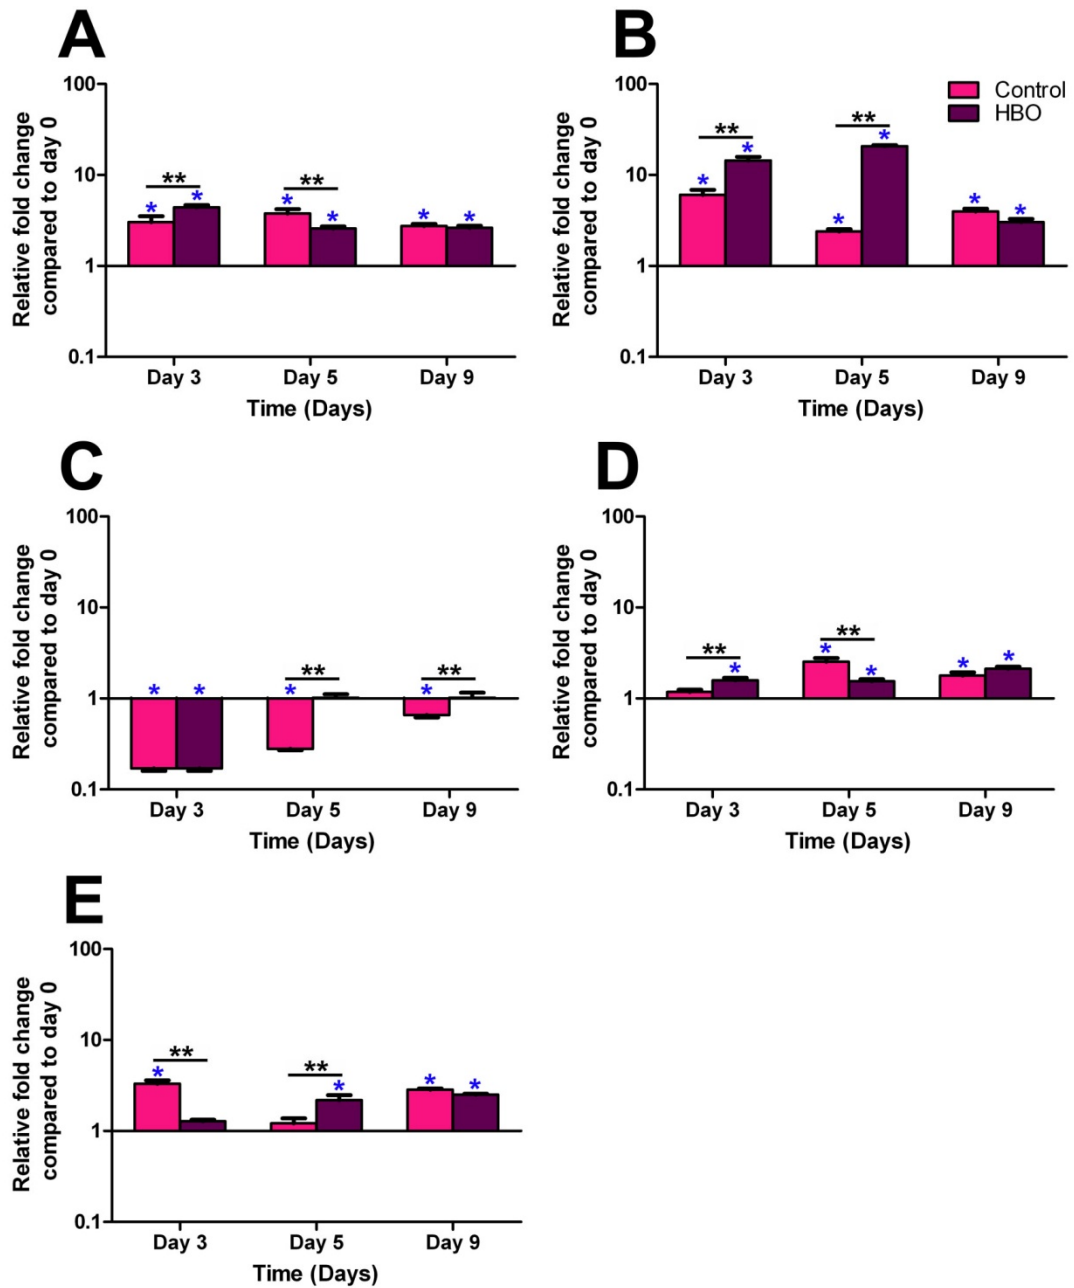 A
Relative fold change
compared to day 0
100
10
1
0.1
**
**
* * * * * *
Day 3 Day 5 Day 9
Time (Days)
B
Control
HBO
Relative fold change
compared to day 0
100
10
1
0.1
**
**
* * * * * *
Day 3 Day 5 Day 9
Time (Days)
C
Relative fold change
compared to day 0
100
10
1
0.1
** **
* * * *
Day 3 Day 5 Day 9
Time (Days)
D
Relative fold change
compared to day 0
100
10
1
0.1
**
**
* * * * *
Day 3 Day 5 Day 9
Time (Days)
E
Relative fold change
compared to day 0
100
10
1
0.1
**
**
* * * *
Day 3 Day 5 Day 9
Time (Days)